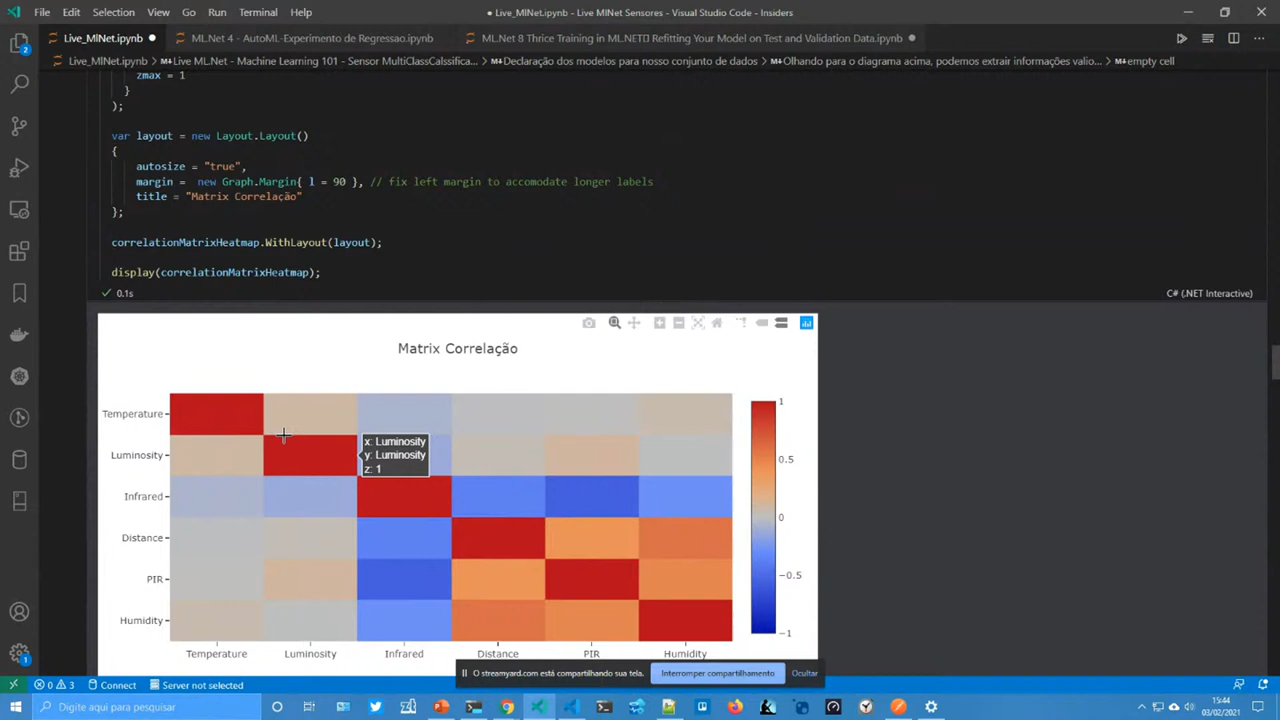 File Edit Selection View Go Run Terminal Help
Live_MlNet.ipynb - Live MlNet Sensores - Visual Studio Code - Insiders
Live_MlNet.ipynb
ML.Net 4 - AutoML-Experimento de Regressao.ipynb
ML.Net 8 Thrice Training in ML.NET Refitting Your Model on Test and Validation Data.ipynb
Live_MlNet.ipynb > Live ML.Net - Machine Learning 101 - Sensor MultiClassCalssifica... > Declaração dos modelos para nosso conjunto de dados > Olhando para o diagrama acima, podemos extrair informações valio... > empty cell
zmax = 1
}
);
var layout = new Layout.Layout()
{
autosize = "true",
margin = new Graph.Margin{ l = 90 }, // fix left margin to accomodate longer labels
title = "Matrix Correlação"
};
correlationMatrixHeatmap.WithLayout(layout);
display(correlationMatrixHeatmap);
0.1s
C# (.NET Interactive)
Matrix Correlação
Temperature
Luminosity
Infrared
Distance
PIR
Humidity
x: Luminosity
y: Luminosity
z: 1
1
0.5
0
−0.5
−1
Temperature Luminosity Infrared Distance PIR Humidity
O streamyard.com está compartilhando sua tela. Interromper compartilhamento Ocultar
2
1
0 3 Connect Server not selected
Digite aqui para pesquisar
15:44
03/02/2021